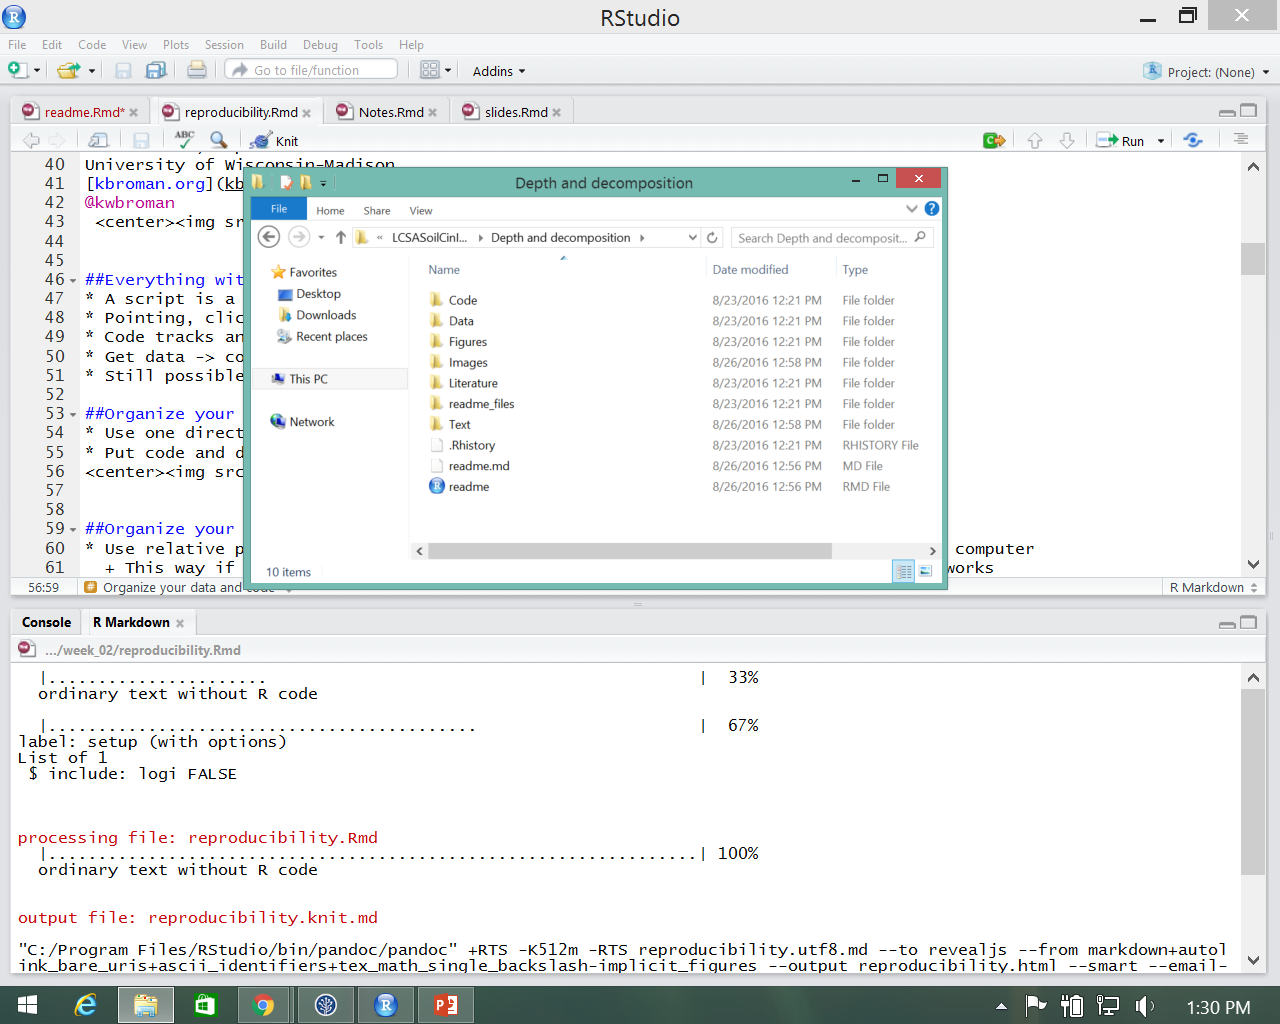 RStudio
File Edit Code View Plots Session Build Debug Tools Help
Go to file/function Addins Project: (None)
readme.Rmd* reproducibility.Rmd Notes.Rmd slides.Rmd
ABC Knit Run
40 University of Wisconsin-Madison
41 [kbroman.org](kb
42 @kwbroman
43 <center><img sr
44
45
46 ##Everything wit
47 * A script is a
48 * Pointing, clic
49 * Code tracks an
50 * Get data -> co
51 * Still possible
52
53 ##Organize your
54 * Use one direct
55 * Put code and d
56 <center><img src
57
58
59 ##Organize your
60 * Use relative p computer
61 + This way if works
56:59 Organize your data and code R Markdown
Depth and decomposition
File Home Share View
« LCSASoilCinI... Depth and decomposition Search Depth and decomposit...
Favorites
Desktop
Downloads
Recent places
This PC
Network
Name Date modified Type
Code 8/23/2016 12:21 PM File folder
Data 8/23/2016 12:21 PM File folder
Figures 8/23/2016 12:21 PM File folder
Images 8/26/2016 12:58 PM File folder
Literature 8/23/2016 12:21 PM File folder
readme_files 8/23/2016 12:21 PM File folder
Text 8/26/2016 12:58 PM File folder
.Rhistory 8/23/2016 12:21 PM RHISTORY File
readme.md 8/26/2016 12:56 PM MD File
readme 8/26/2016 12:56 PM RMD File
10 items
Console R Markdown
.../week_02/reproducibility.Rmd
|...................... | 33%
ordinary text without R code
|........................................... | 67%
label: setup (with options)
List of 1
$ include: logi FALSE
processing file: reproducibility.Rmd
|.................................................................| 100%
ordinary text without R code
output file: reproducibility.knit.md
"C:/Program Files/RStudio/bin/pandoc/pandoc" +RTS -K512m -RTS reproducibility.utf8.md --to revealjs --from markdown+autol
ink_bare_uris+ascii_identifiers+tex_math_single_backslash-implicit_figures --output reproducibility.html --smart --email-
1:30 PM